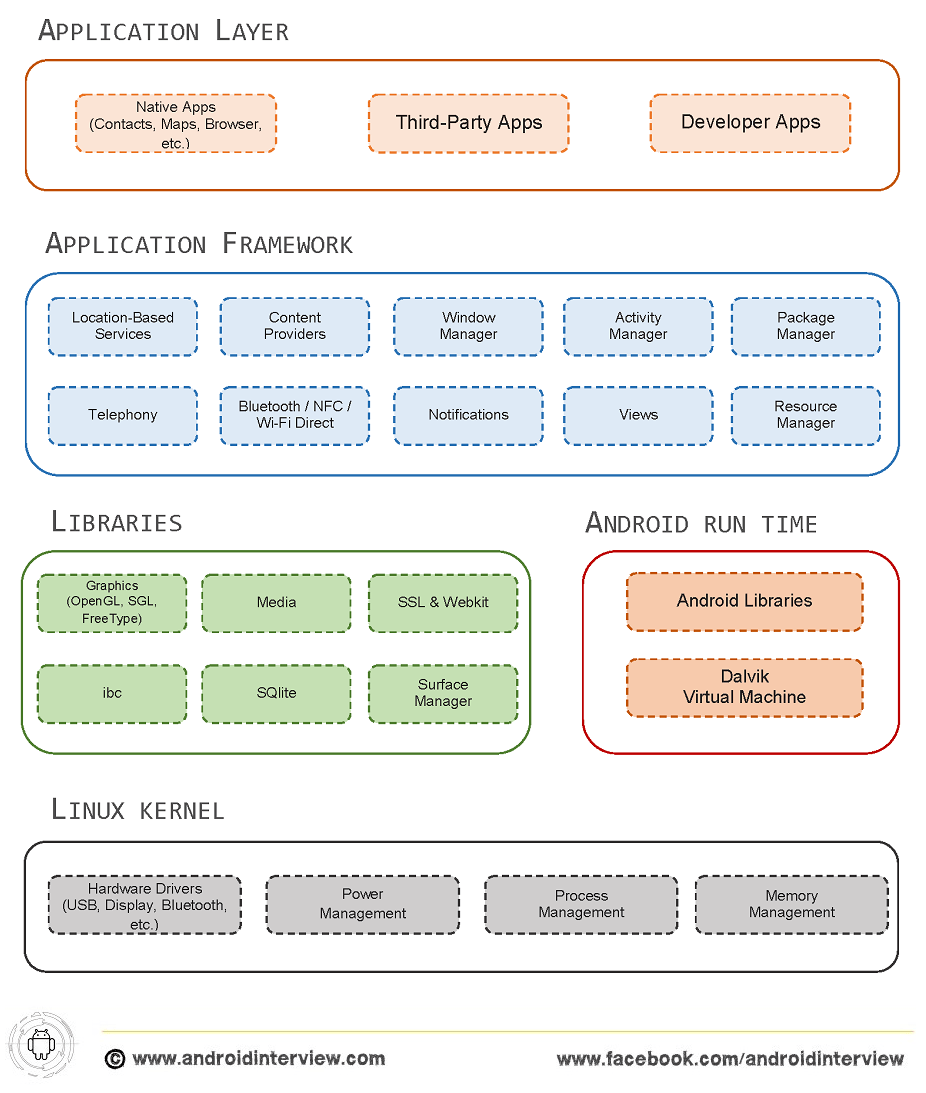 APPLICATION LAYER
Native Apps
(Contacts, Maps, Browser,
etc.)
Third-Party Apps
Developer Apps
APPLICATION FRAMEWORK
Location-Based
Services
Content
Providers
Window
Manager
Activity
Manager
Package
Manager
Telephony
Bluetooth / NFC /
Wi-Fi Direct
Notifications
Views
Resource
Manager
LIBRARIES
Graphics
(OpenGL, SGL,
FreeType)
Media
SSL & Webkit
ibc
SQlite
Surface
Manager
ANDROID RUN TIME
Android Libraries
Dalvik
Virtual Machine
LINUX KERNEL
Hardware Drivers
(USB, Display, Bluetooth,
etc.)
Power
Management
Process
Management
Memory
Management
© www.androidinterview.com
www.facebook.com/androidinterview